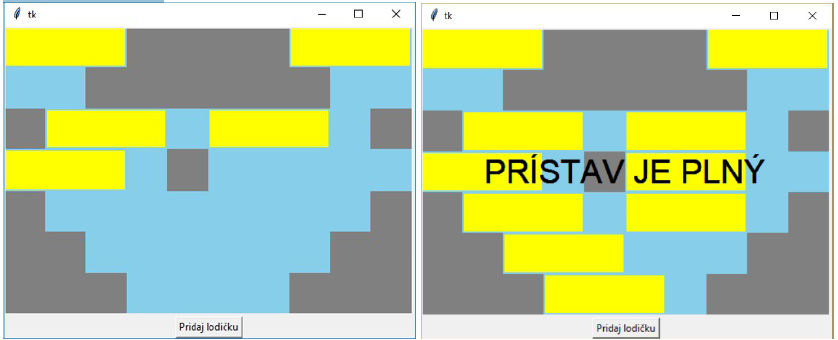 tk
Pridaj lodičku
tk
PRÍSTAV JE PLNÝ
Pridaj lodičku